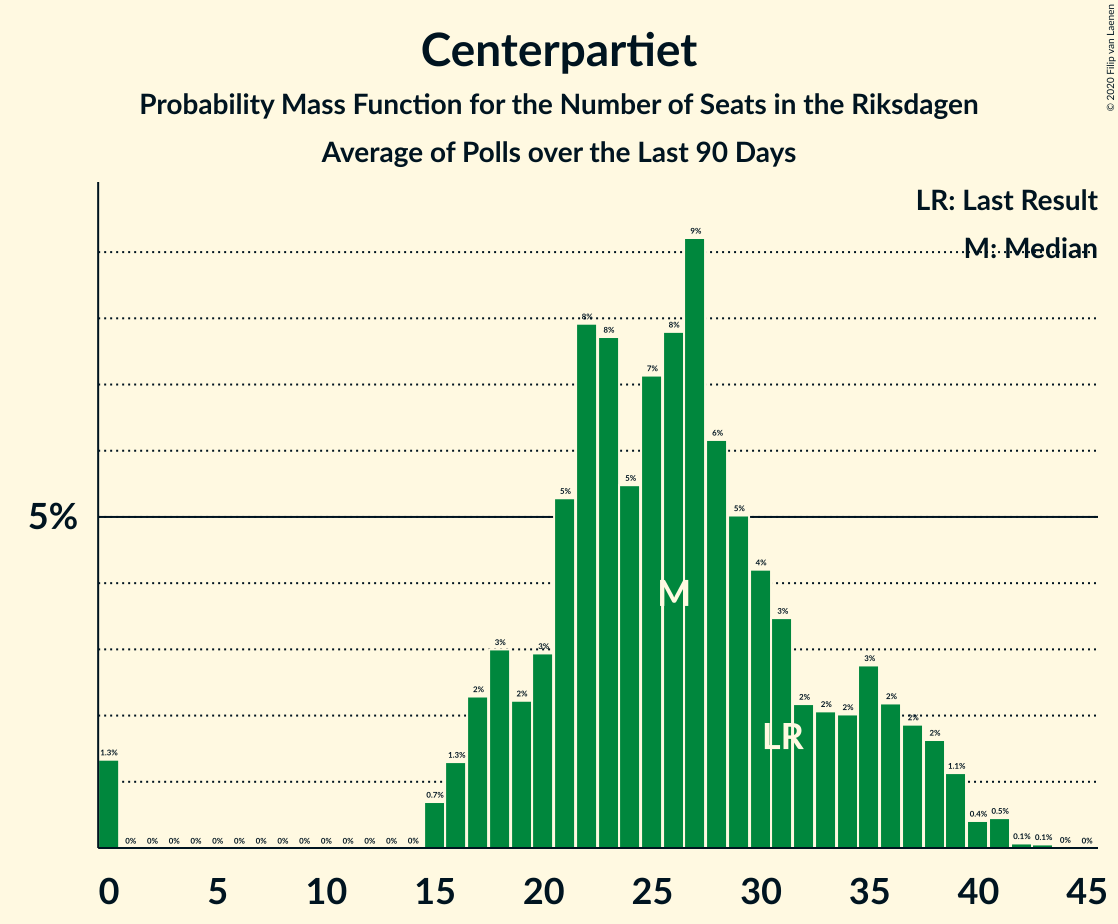 © 2020 Filip van Laenen
Centerpartiet
Probability Mass Function for the Number of Seats in the Riksdagen
Average of Polls over the Last 90 Days
LR: Last Result
M: Median
5%
1.3% 0% 0% 0% 0% 0% 0% 0% 0% 0% 0% 0% 0% 0% 0% 0.7% 1.3% 2% 3% 2% 3% 5% 8% 8% 5% 7% 8% 9% 6% 5% 4% 3% 2% 2% 2% 3% 2% 2% 2% 1.1% 0.4% 0.5% 0.1% 0.1% 0% 0%
M
LR
0 5 10 15 20 25 30 35 40 45